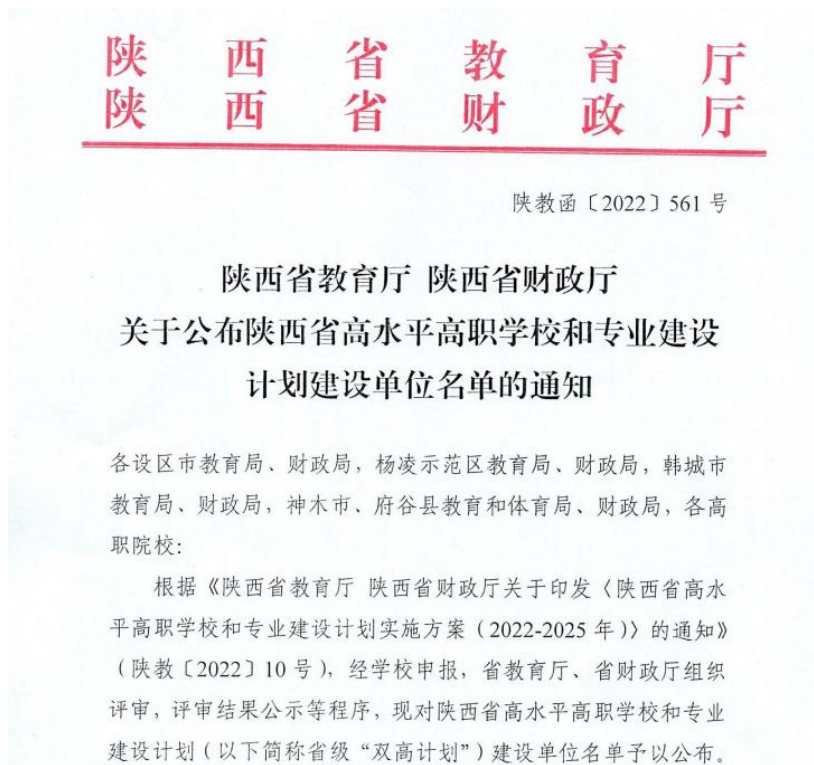 陕西省教育厅
陕西省财政厅
陕教函〔2022〕561号
陕西省教育厅 陕西省财政厅
关于公布陕西省高水平高职学校和专业建设
计划建设单位名单的通知
各设区市教育局、财政局，杨凌示范区教育局、财政局，韩城市
教育局、财政局，神木市、府谷县教育和体育局、财政局，各高
职院校：
根据《陕西省教育厅 陕西省财政厅关于印发〈陕西省高水
平高职学校和专业建设计划实施方案（2022-2025年）〉的通知》
（陕教〔2022〕10号），经学校申报，省教育厅、省财政厅组织
评审，评审结果公示等程序，现对陕西省高水平高职学校和专业
建设计划（以下简称省级“双高计划”）建设单位名单予以公布。